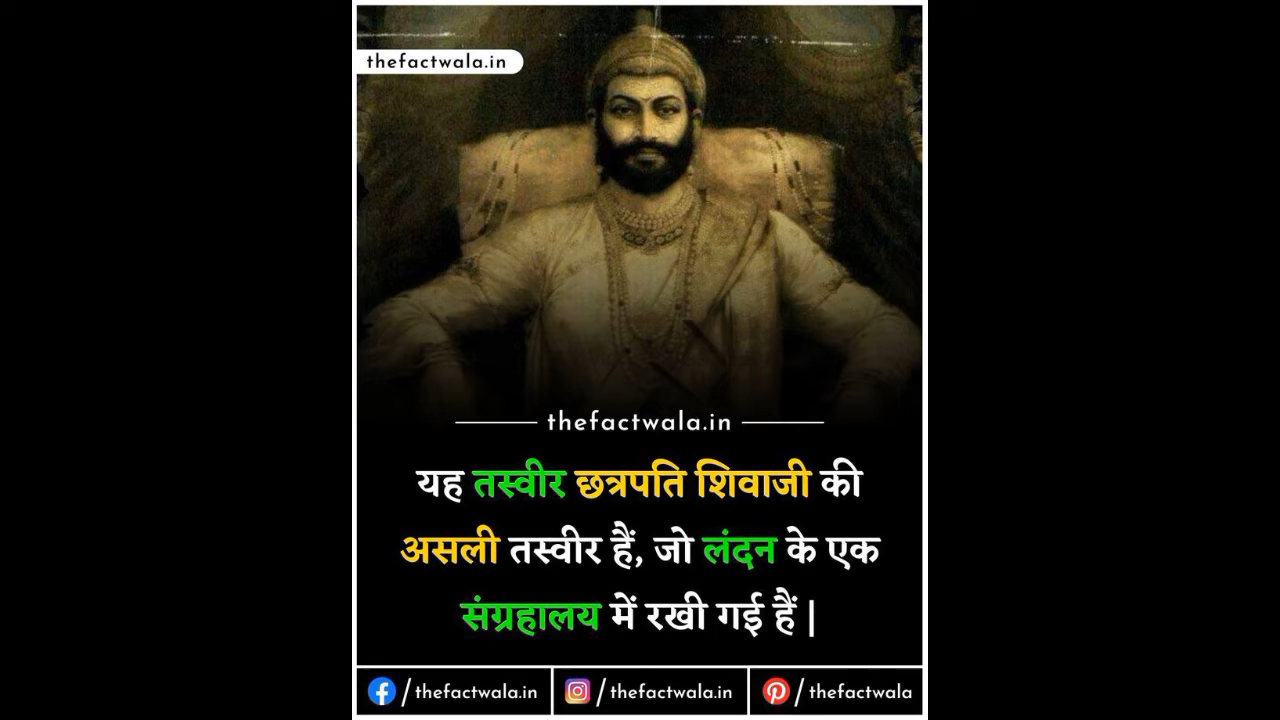 thefactwala.in
thefactwala.in
यह तस्वीर छत्रपति शिवाजी की
असली तस्वीर हैं, जो लंदन के एक
संग्रहालय में रखी गई हैं |
/thefactwala.in /thefactwala.in /thefactwala